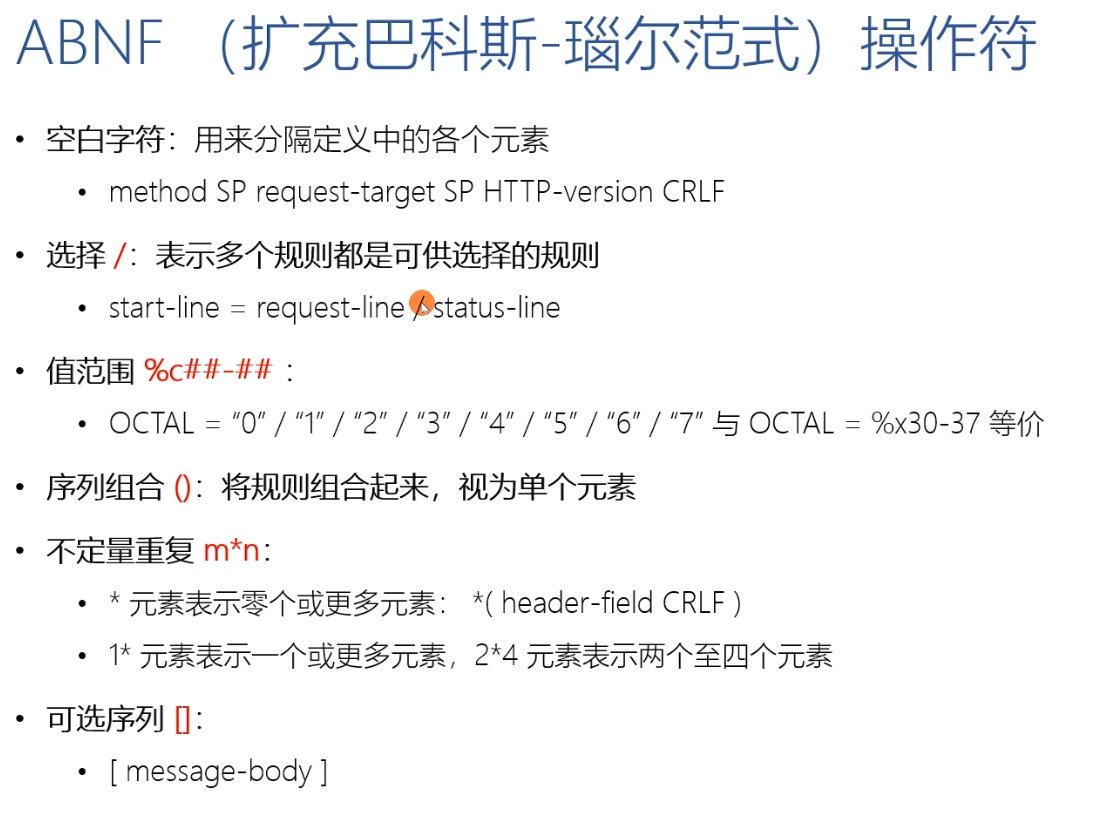 ABNF （扩充巴科斯-瑙尔范式）操作符
• 空白字符：用来分隔定义中的各个元素
• method SP request-target SP HTTP-version CRLF
• 选择 /：表示多个规则都是可供选择的规则
• start-line = request-line / status-line
• 值范围 %c##-## ：
• OCTAL = “0” / “1” / “2” / “3” / “4” / “5” / “6” / “7” 与 OCTAL = %x30-37 等价
• 序列组合 ()：将规则组合起来，视为单个元素
• 不定量重复 m*n：
• * 元素表示零个或更多元素： *( header-field CRLF )
• 1* 元素表示一个或更多元素，2*4 元素表示两个至四个元素
• 可选序列 []：
• [ message-body ]